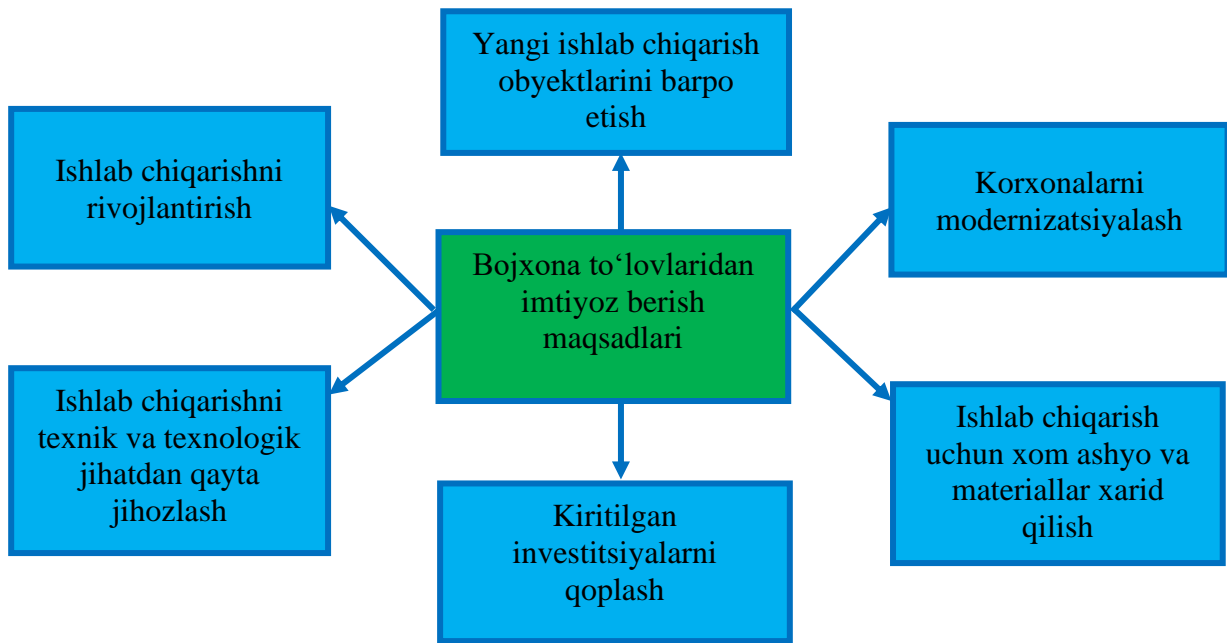 Yangi ishlab chiqarish
obyektlarini barpo
etish
Ishlab chiqarishni
rivojlantirish
Korxonalarni
modernizatsiyalash
Bojxona to‘lovlaridan
imtiyoz berish
maqsadlari
Ishlab chiqarishni
texnik va texnologik
jihatdan qayta
jihozlash
Ishlab chiqarish
uchun xom ashyo va
materiallar xarid
qilish
Kiritilgan
investitsiyalarni
qoplash